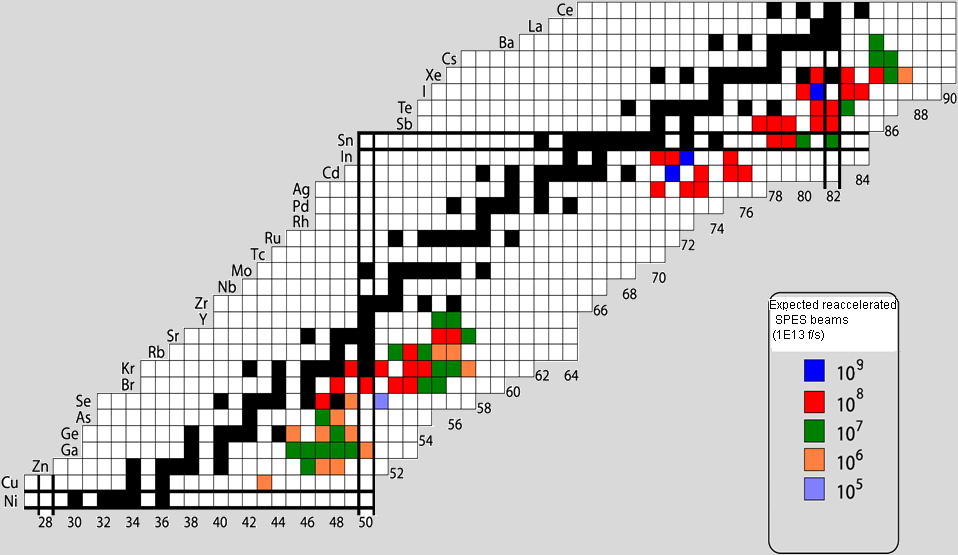 Ce
La
Ba
Cs
Xe
I
90
Te
88
Sb
86
Sn
In
84
Cd
Ag
78 80 82
Pd
76
Rh
74
Ru
72
Tc
Mo
70
Nb
68
Zr
66
Y
Sr
Rb
Kr
62 64
Br
60
Se
58
As
56
Ge
54
Ga
Zn
52
Cu
Ni
28 30 32 34 36 38 40 42 44 46 48 50
Expected reaccelerated
SPES beams
(1E13 f/s)
10⁹
10⁸
10⁷
10⁶
10⁵